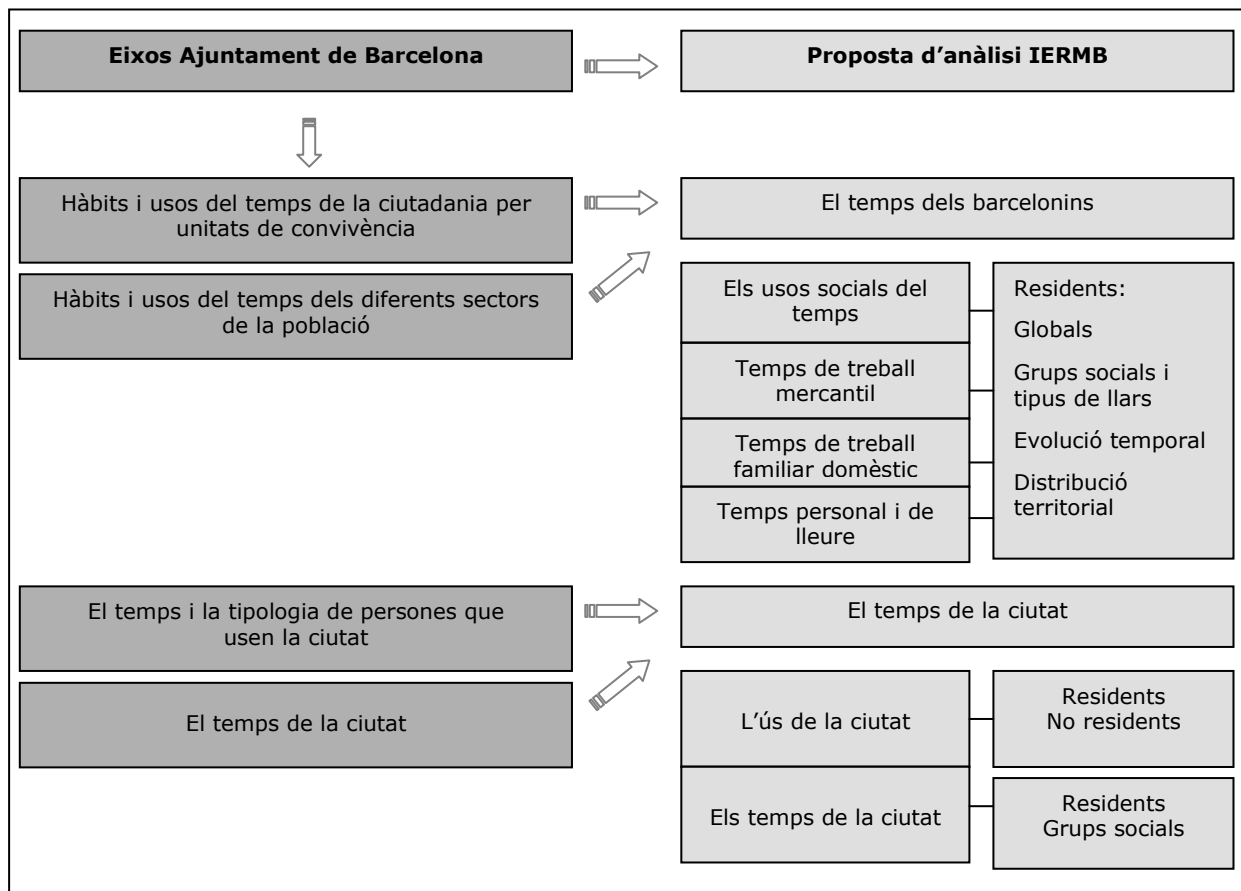 Eixos Ajuntament de Barcelona
Proposta d’anàlisi IERMB
Hàbits i usos del temps de la ciutadania per
unitats de convivència
El temps dels barcelonins
Hàbits i usos del temps dels diferents sectors
de la població
Els usos socials del
temps
Temps de treball
mercantil
Temps de treball
familiar domèstic
Temps personal i de
lleure
Residents:
Globals
Grups socials i
tipus de llars
Evolució temporal
Distribució
territorial
El temps i la tipologia de persones que
usen la ciutat
El temps de la ciutat
El temps de la ciutat
L’ús de la ciutat
Residents
No residents
Els temps de la ciutat
Residents
Grups socials